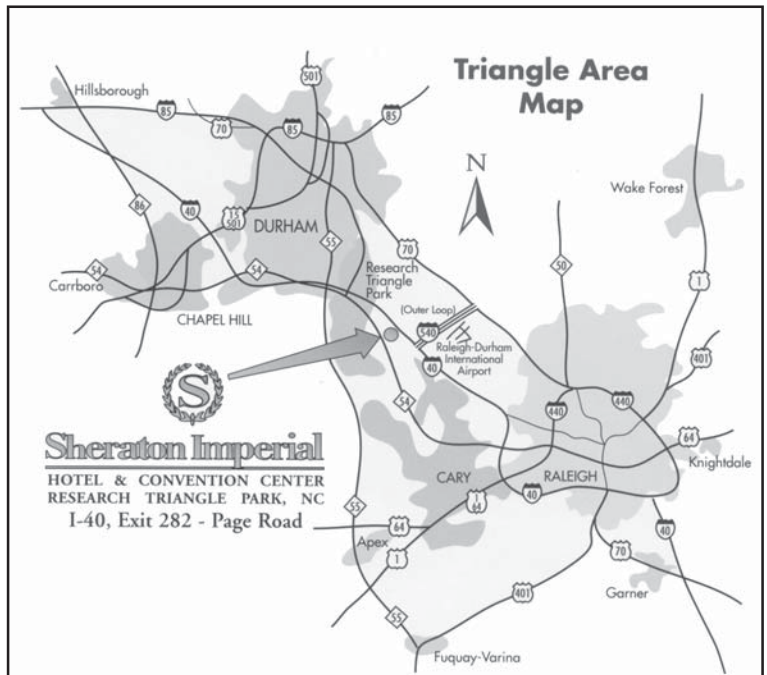 Triangle Area
Map
N
Hillsborough
85
70
501
85
85
86
40
15
501
DURHAM
55
70
50
Wake Forest
1
54
Carrboro
54
CHAPEL HILL
Research
Triangle
Park
(Outer Loop)
540
Raleigh-Durham
International
Airport
40
54
440
440
401
64
Knightdale
S
Sheraton Imperial
HOTEL & CONVENTION CENTER
RESEARCH TRIANGLE PARK, NC
I-40, Exit 282 - Page Road
CARY
RALEIGH
1
64
40
55
64
Apex
1
40
70
Garner
401
55
Fuquay-Varina